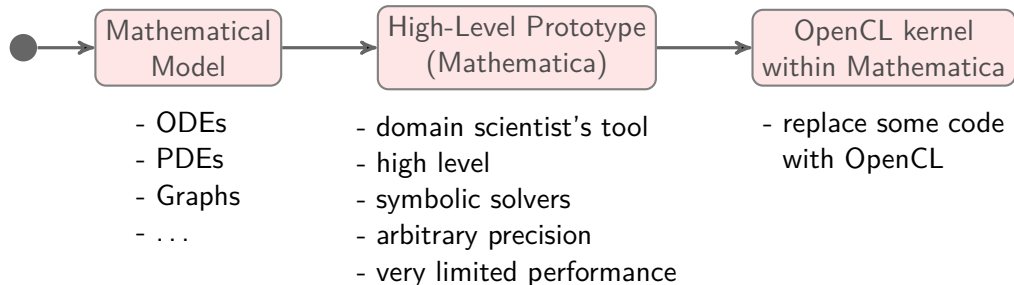 Mathematical
Model
- ODEs
- PDEs
- Graphs
- . . .
High-Level Prototype
(Mathematica)
- domain scientist's tool
- high level
- symbolic solvers
- arbitrary precision
- very limited performance
OpenCL kernel
within Mathematica
- replace some code
with OpenCL